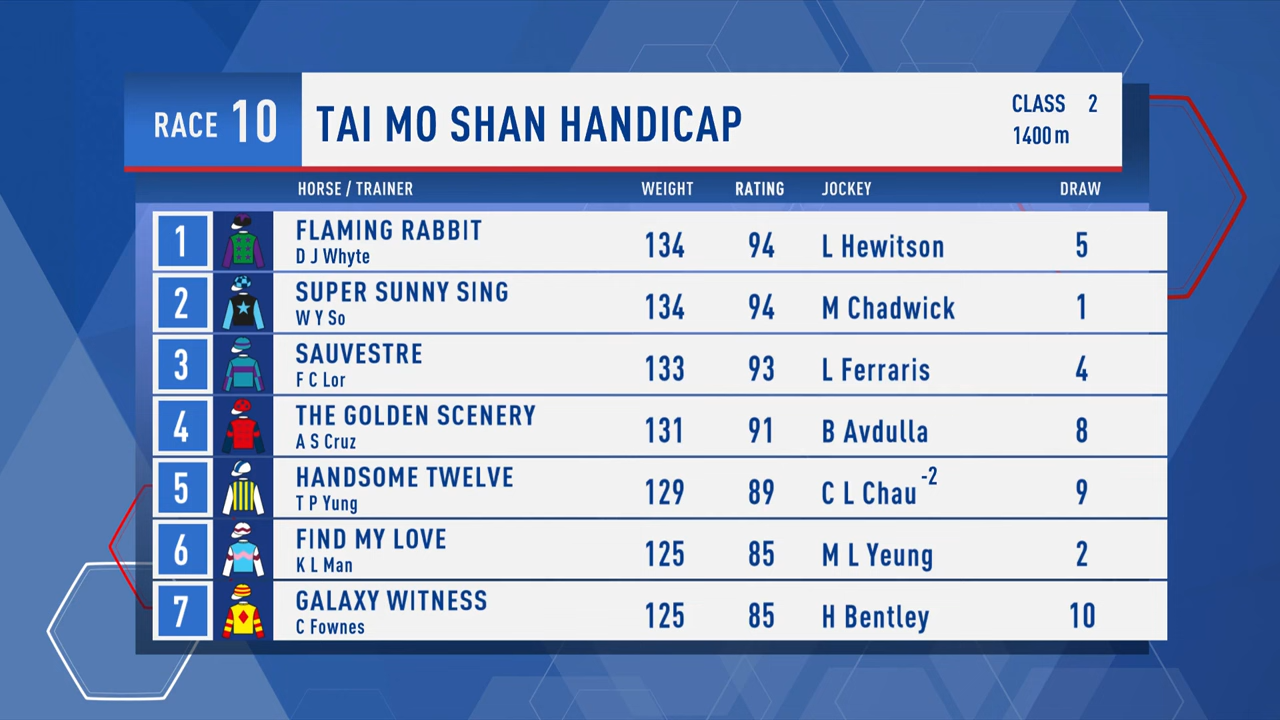 RACE 10 TAI MO SHAN HANDICAP CLASS 2
1400m
HORSE / TRAINER WEIGHT RATING JOCKEY DRAW
1 FLAMING RABBIT 134 94 L Hewitson 5
D J Whyte
2 SUPER SUNNY SING 134 94 M Chadwick 1
W Y So
3 SAUVESTRE 133 93 L Ferraris 4
F C Lor
4 THE GOLDEN SCENERY 131 91 B Avdulla 8
A S Cruz
5 HANDSOME TWELVE 129 89 C L Chau -2 9
T P Yung
6 FIND MY LOVE 125 85 M L Yeung 2
K L Man
7 GALAXY WITNESS 125 85 H Bentley 10
C Fownes